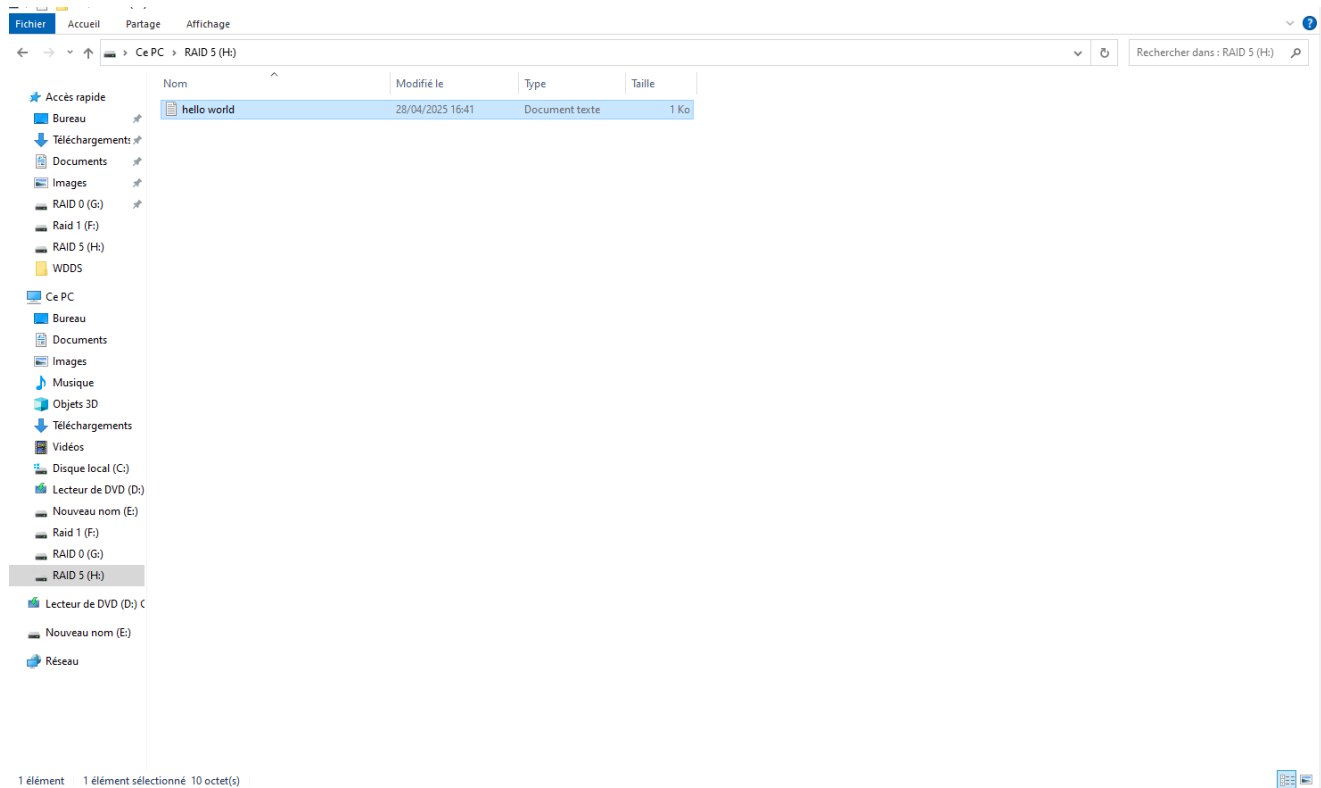 Fichier Accueil Partage Affichage
Ce PC > RAID 5 (H:) Rechercher dans : RAID 5 (H:)
Nom Modifié le Type Taille
hello world 28/04/2025 16:41 Document texte 1 Ko
Accès rapide
Bureau
Téléchargements
Documents
Images
RAID 0 (G:)
Raid 1 (F:)
RAID 5 (H:)
WDDS
Ce PC
Bureau
Documents
Images
Musique
Objets 3D
Téléchargements
Vidéos
Disque local (C:)
Lecteur de DVD (D:)
Nouveau nom (E:)
Raid 1 (F:)
RAID 0 (G:)
RAID 5 (H:)
Lecteur de DVD (D:) C
Nouveau nom (E:)
Réseau
1 élément 1 élément sélectionné 10 octet(s)